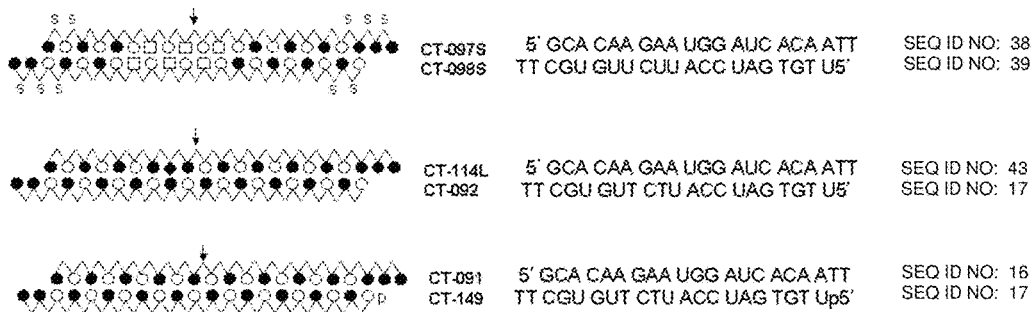 S S S S S
CT-097S 5' GCA CAA GAA UGG AUC ACA ATT SEQ ID NO: 38
CT-098S TT CGU GUU CUU ACC UAG TGT U5' SEQ ID NO: 39
S S S S S
CT-114L 5' GCA CAA GAA UGG AUC ACA ATT SEQ ID NO: 43
CT-092 TT CGU GUT CTU ACC UAG TGT U5' SEQ ID NO: 17
CT-091 5' GCA CAA GAA UGG AUC ACA ATT SEQ ID NO: 16
p CT-149 TT CGU GUT CTU ACC UAG TGT Up5' SEQ ID NO: 17